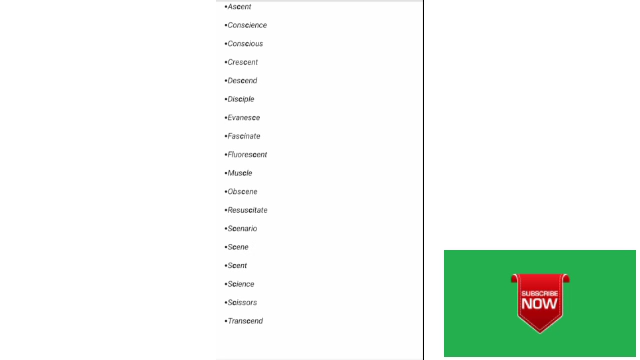 •Ascent
•Conscience
•Conscious
•Crescent
•Descend
•Disciple
•Evanesce
•Fascinate
•Fluorescent
•Muscle
•Obscene
•Resuscitate
•Scenario
•Scene
•Scent
•Science
•Scissors
•Transcend
SUBSCRIBE
NOW